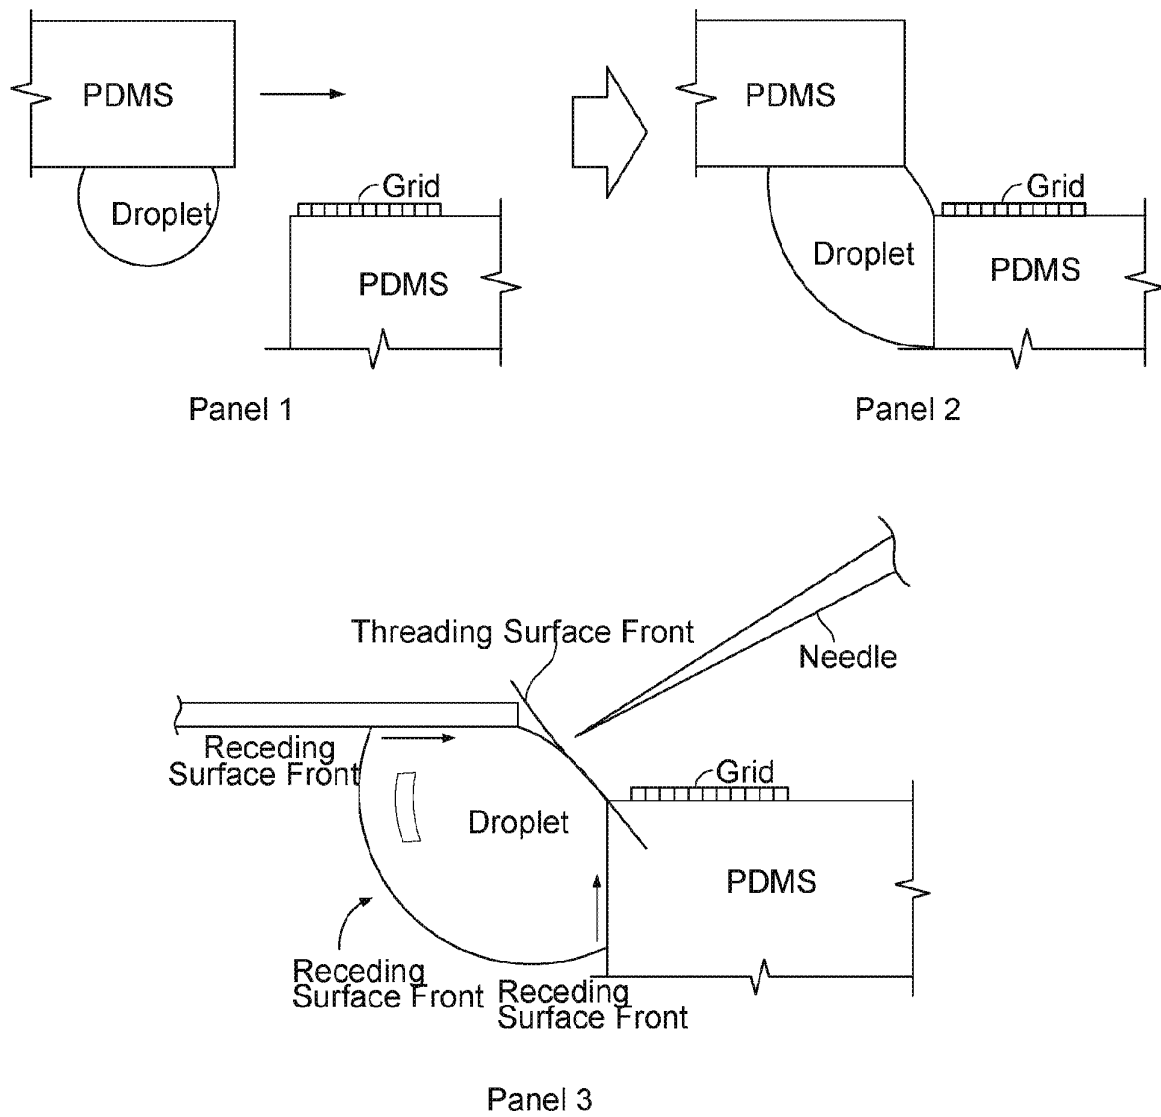 PDMS
Droplet
Grid
PDMS
Panel 1
PDMS
Grid
Droplet
PDMS
Panel 2
Threading Surface Front
Needle
Receding
Surface Front
Grid
Droplet
PDMS
Receding
Surface Front
Receding
Surface Front
Panel 3